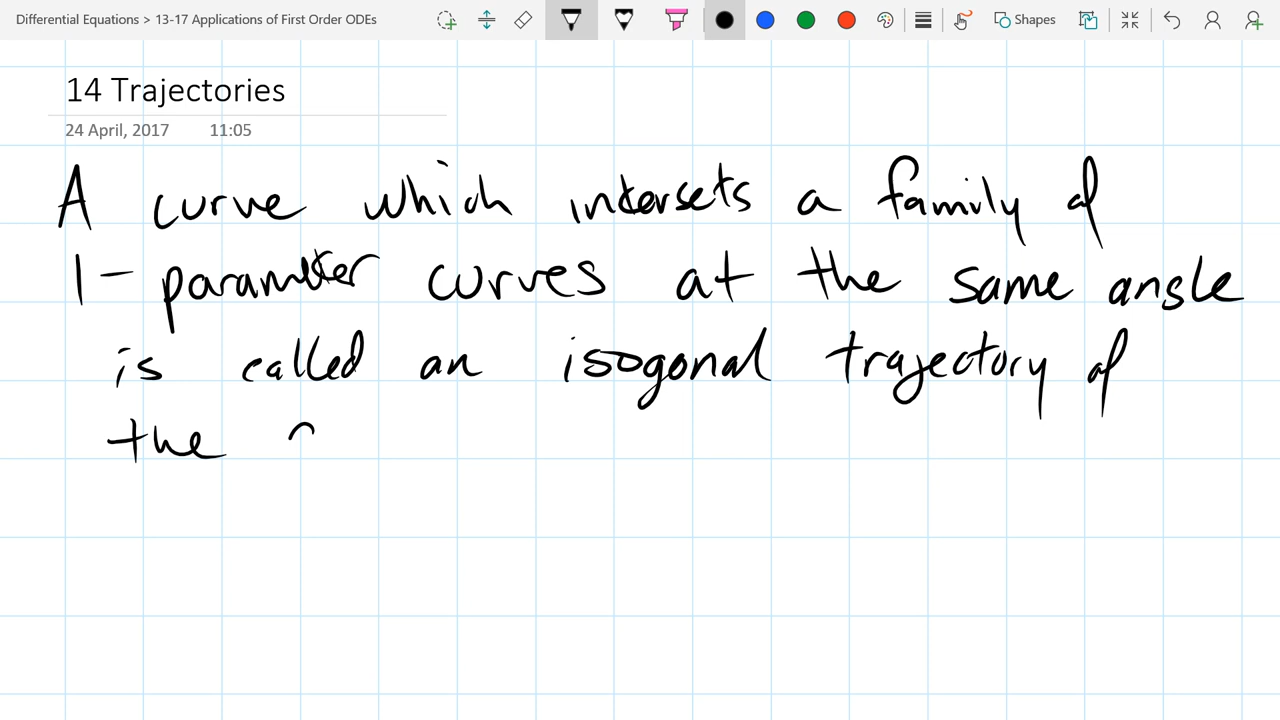 Differential Equations > 13-17 Applications of First Order ODEs
Shapes
14 Trajectories
24 April, 2017 11:05
A curve which intersets a family of
1-parameter curves at the same angle
is called an isogonal trajectory of
the